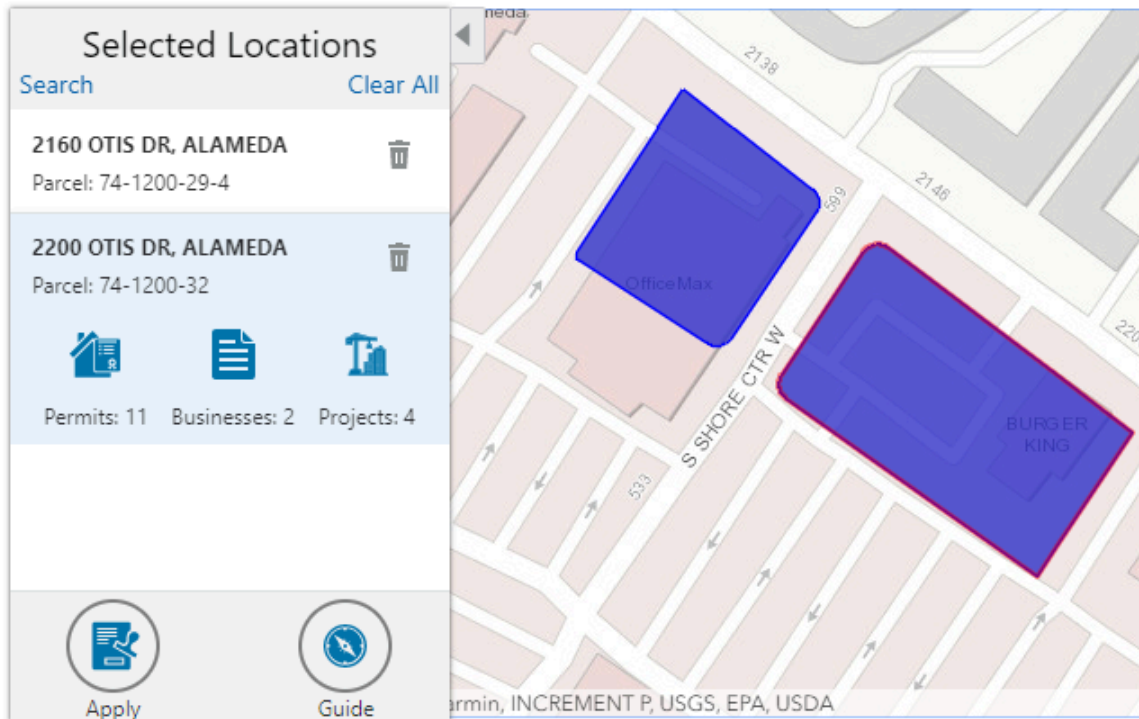 Selected Locations
Search
Clear All
2160 OTIS DR, ALAMEDA
Parcel: 74-1200-29-4
2200 OTIS DR, ALAMEDA
Parcel: 74-1200-32
Permits: 11
Businesses: 2
Projects: 4
Apply
Guide
2138
599
2146
OfficeMax
S SHORE CTR W
BURGER
KING
533
INCREMENT P, USGS, EPA, USDA